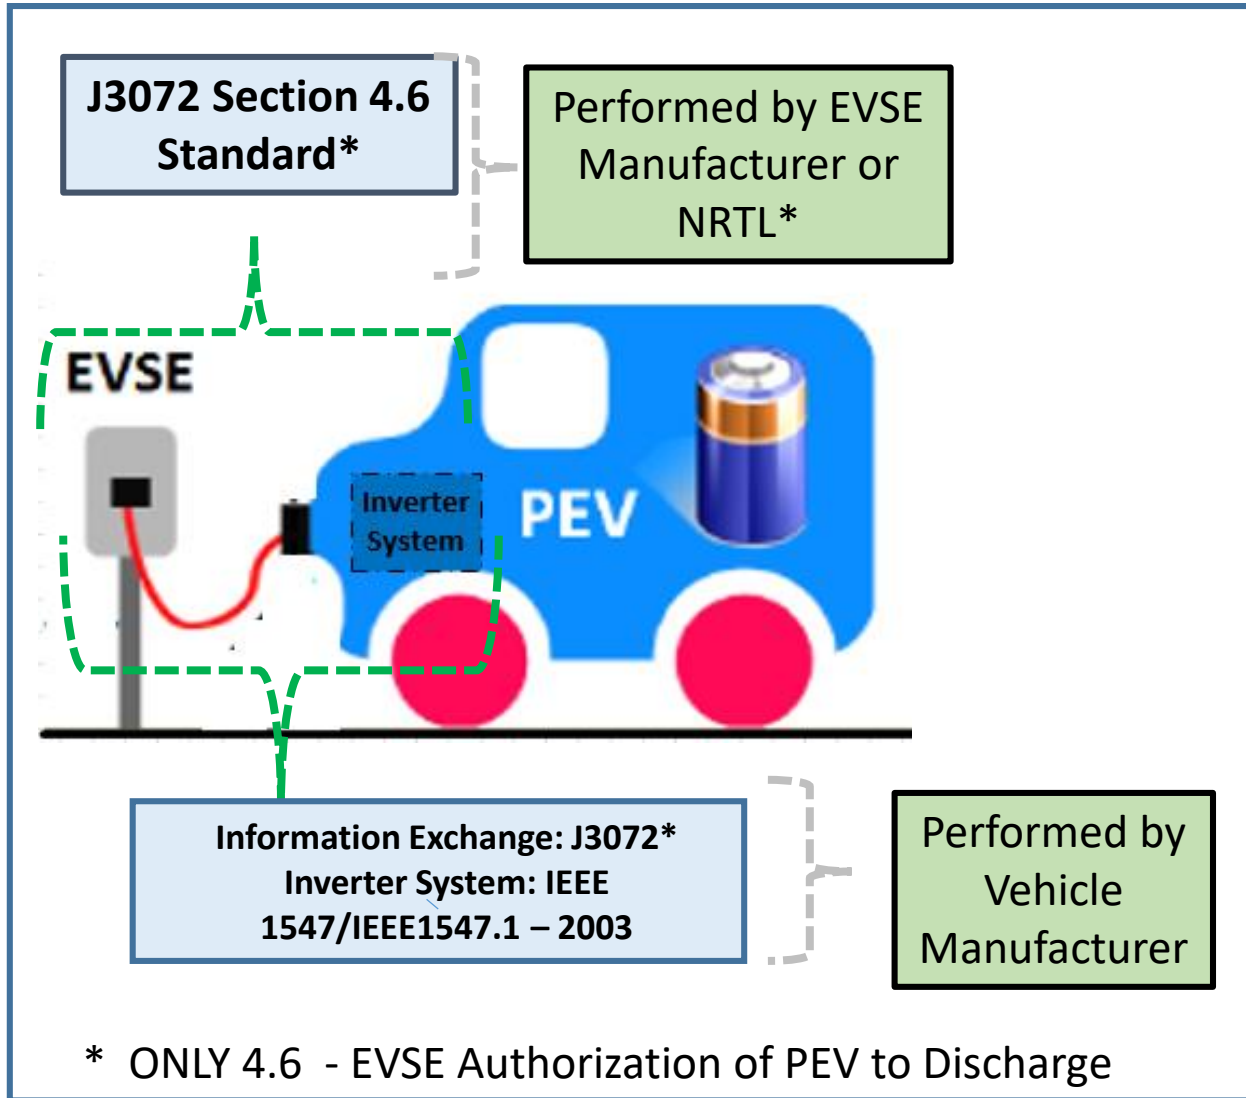 J3072 Section 4.6
Standard*
Performed by EVSE
Manufacturer or
NRTL*
EVSE
Inverter
System
PEV
Information Exchange: J3072*
Inverter System: IEEE
1547/IEEE1547.1 – 2003
Performed by
Vehicle
Manufacturer
* ONLY 4.6 - EVSE Authorization of PEV to Discharge